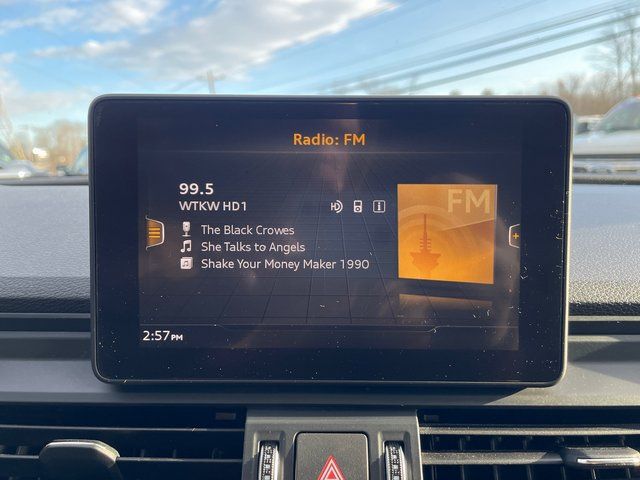 Radio: FM
99.5
WTKW HD1
FM
The Black Crowes
She Talks to Angels
Shake Your Money Maker 1990
2:57PM